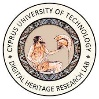 CYPRUS UNIVERSITY OF TECHNOLOGY
DIGITAL HERITAGE RESEARCH LAB